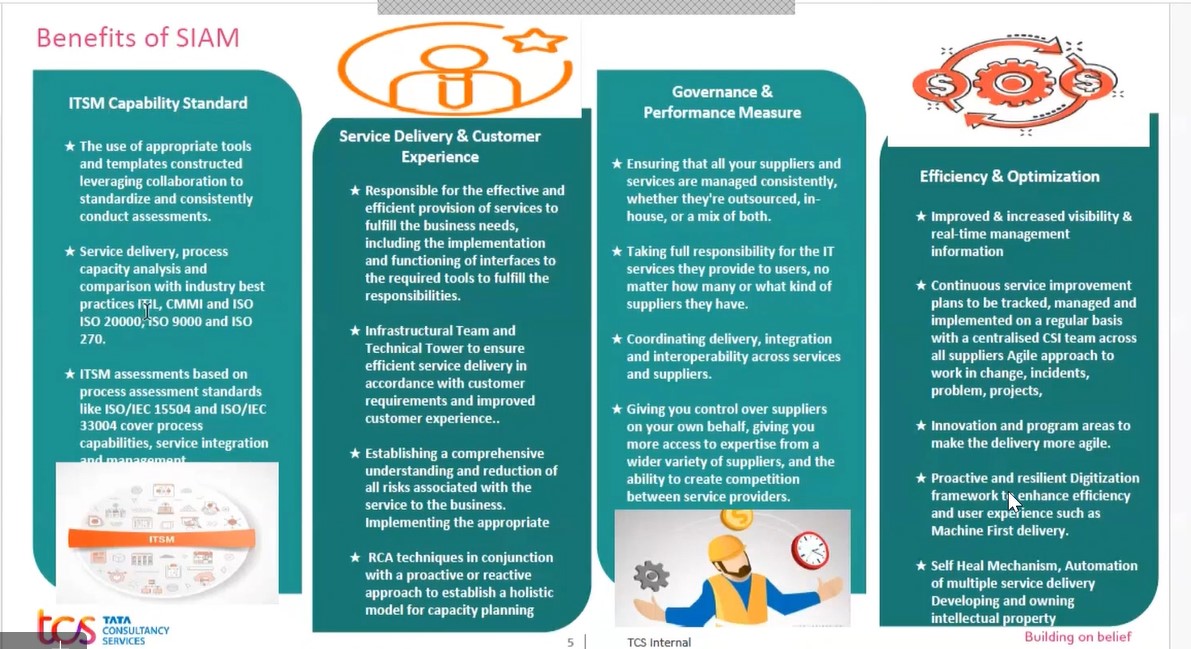 Benefits of SIAM
ITSM Capability Standard
★ The use of appropriate tools
and templates constructed
leveraging collaboration to
standardize and consistently
conduct assessments.
★ Service delivery, process
capacity analysis and
comparison with industry best
practices ITIL, CMMI and ISO
ISO 20000, ISO 9000 and ISO
270.
★ ITSM assessments based on
process assessment standards
like ISO/IEC 15504 and ISO/IEC
33004 cover process
capabilities, service integration
and management
ITSM
Service Delivery & Customer
Experience
★ Responsible for the effective and
efficient provision of services to
fulfill the business needs,
including the implementation
and functioning of interfaces to
the required tools to fulfill the
responsibilities.
★ Infrastructural Team and
Technical Tower to ensure
efficient service delivery in
accordance with customer
requirements and improved
customer experience..
★ Establishing a comprehensive
understanding and reduction of
all risks associated with the
service to the business.
Implementing the appropriate
★ RCA techniques in conjunction
with a proactive or reactive
approach to establish a holistic
model for capacity planning
Governance &
Performance Measure
★ Ensuring that all your suppliers and
services are managed consistently,
whether they're outsourced, in-
house, or a mix of both.
★ Taking full responsibility for the IT
services they provide to users, no
matter how many or what kind of
suppliers they have.
★ Coordinating delivery, integration
and interoperability across services
and suppliers.
★ Giving you control over suppliers
on your own behalf, giving you
more access to expertise from a
wider variety of suppliers, and the
ability to create competition
between service providers.
$ $
Efficiency & Optimization
★ Improved & increased visibility &
real-time management
information
★ Continuous service improvement
plans to be tracked, managed and
implemented on a regular basis
with a centralised CSI team across
all suppliers Agile approach to
work in change, incidents,
problem, projects,
★ Innovation and program areas to
make the delivery more agile.
★ Proactive and resilient Digitization
framework to enhance efficiency
and user experience such as
Machine First delivery.
★ Self Heal Mechanism, Automation
of multiple service delivery
Developing and owning
intellectual property
tcs TATA
CONSULTANCY
SERVICES
5
TCS Internal
Building on belief